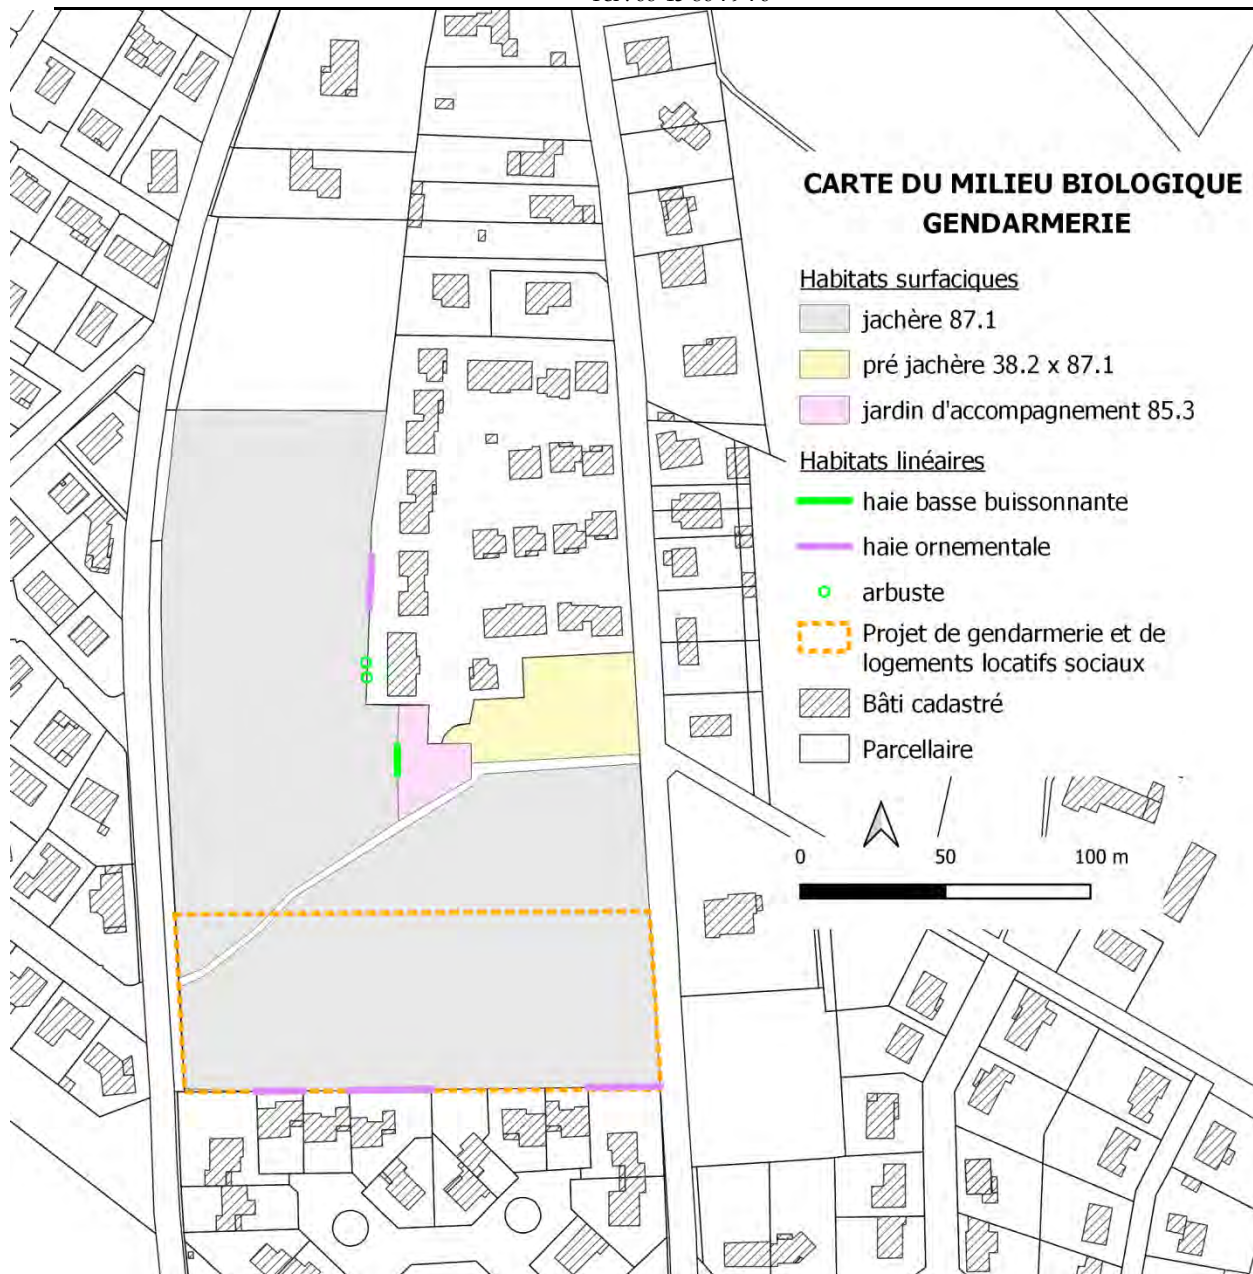 CARTE DU MILIEU BIOLOGIQUE
GENDARMERIE
Habitats surfaciques
jachère 87.1
pré jachère 38.2 x 87.1
jardin d'accompagnement 85.3
Habitats linéaires
haie basse buissonnante
haie ornementale
arbuste
Projet de gendarmerie et de
logements locatifs sociaux
Bâti cadastré
Parcellaire
0 50 100 m